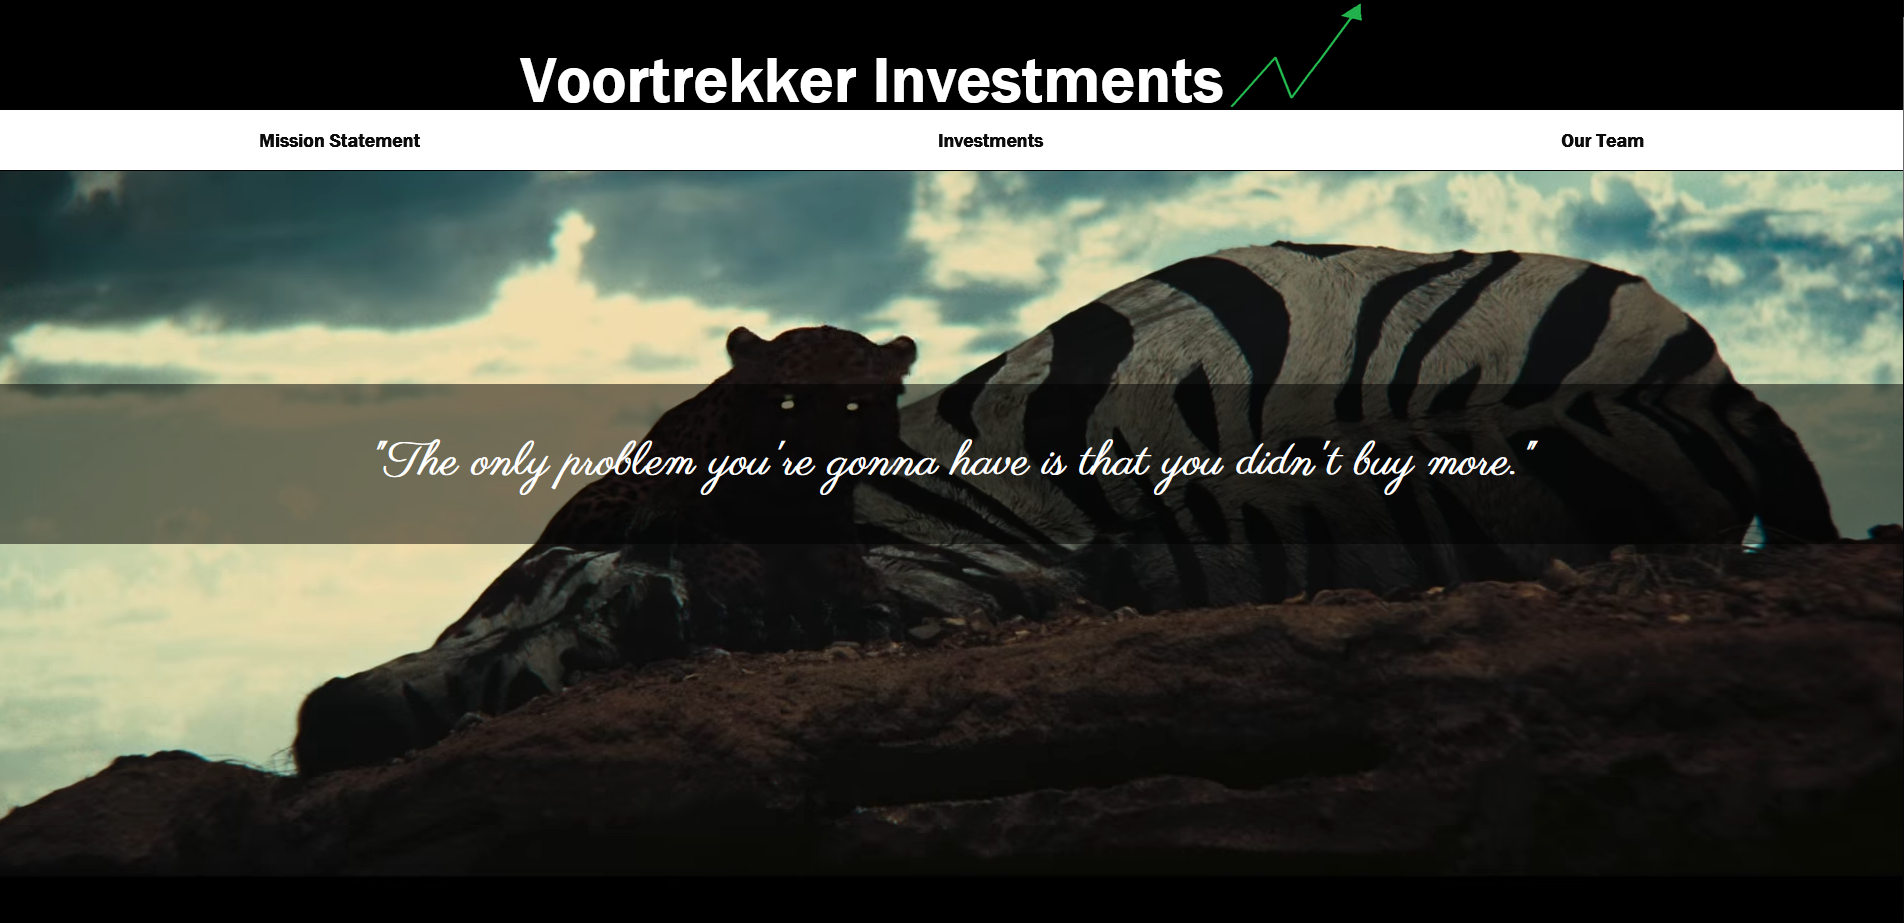 Voortrekker Investments
Mission Statement
Investments
Our Team
"The only problem you're gonna have is that you didn't buy more."